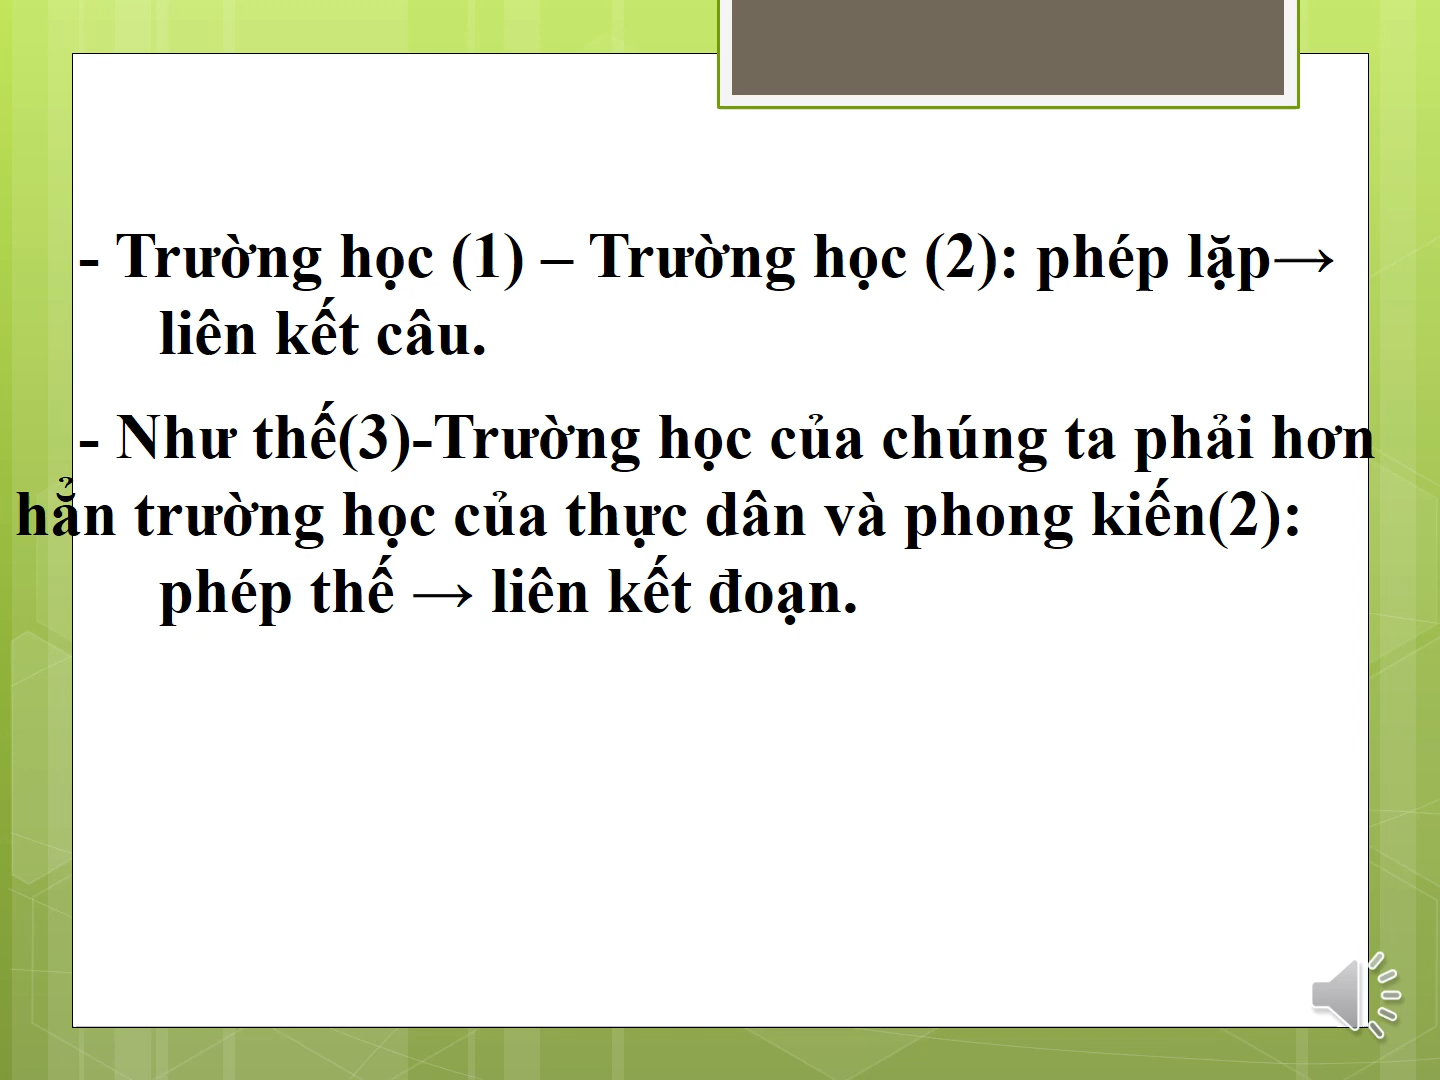 - Trường học (1) – Trường học (2): phép lặp→
liên kết câu.
- Như thế(3)-Trường học của chúng ta phải hơn
hẳn trường học của thực dân và phong kiến(2):
phép thế → liên kết đoạn.